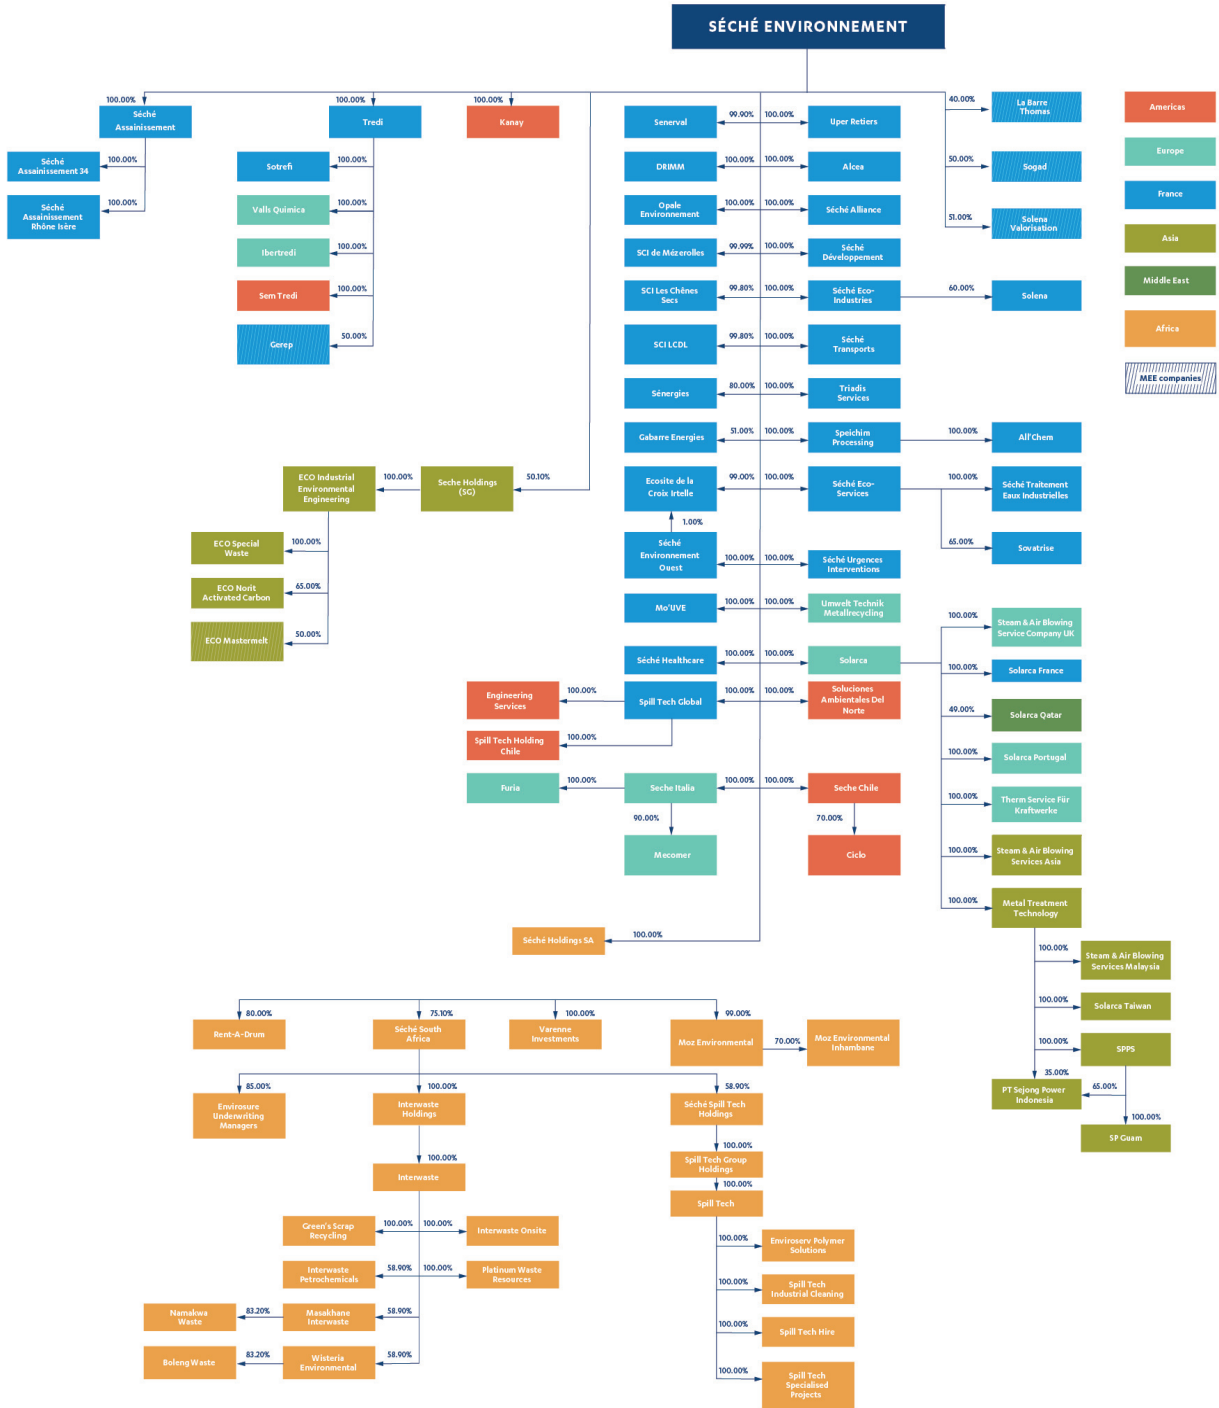 SÉCHÉ ENVIRONNEMENT
100.00%
Séché
Assainissement
100.00%
Séché
Assainissement 34
100.00%
Séché
Assainissement
Rhône Isère
100.00%
Tredi
100.00%
Sotrefi
100.00%
Valls Quimica
100.00%
Ibertredi
100.00%
Sem Tredi
50.00%
Gerep
100.00%
Kanay
50.10%
Seche Holdings
(SG)
100.00%
ECO Industrial
Environmental
Engineering
100.00%
ECO Special
Waste
65.00%
ECO Norit
Activated Carbon
50.00%
ECO Mastermelt
Senerval
99.90%
100.00%
Uper Retiers
DRIMM
100.00%
100.00%
Alcea
Opale
Environnement
100.00%
100.00%
Séché Alliance
SCI de Mézerolles
99.99%
100.00%
Séché
Développement
SCI Les Chênes
Secs
99.80%
100.00%
Séché Eco-
Industries
60.00%
Solena
SCI LCDL
99.80%
100.00%
Séché
Transports
Sénergies
80.00%
100.00%
Triadis
Services
Gabarre Energies
51.00%
100.00%
Speichim
Processing
100.00%
All'Chem
Ecosite de la
Croix Irtelle
99.00%
100.00%
Séché Eco-
Services
100.00%
Séché Traitement
Eaux Industrielles
65.00%
Sovatrise
1.00%
Séché
Environnement
Ouest
100.00%
100.00%
Séché Urgences
Interventions
Mo'UVE
100.00%
100.00%
Umwelt Technik
Metallrecycling
Séché Healthcare
100.00%
100.00%
Solarca
Engineering
Services
100.00%
Spill Tech Global
100.00%
100.00%
Soluciones
Ambientales Del
Norte
Spill Tech Holding
Chile
100.00%
Furia
100.00%
Seche Italia
100.00%
100.00%
Seche Chile
90.00%
Mecomer
70.00%
Ciclo
Séché Holdings SA
100.00%
40.00%
La Barre
Thomas
50.00%
Sogad
51.00%
Solena
Valorisation
Americas
Europe
France
Asia
Middle East
Africa
MEE companies
100.00%
Steam & Air Blowing
Service Company UK
100.00%
Solarca France
49.00%
Solarca Qatar
100.00%
Solarca Portugal
100.00%
Therm Service Für
Kraftwerke
100.00%
Steam & Air Blowing
Services Asia
100.00%
Metal Treatment
Technology
100.00%
Steam & Air Blowing
Services Malaysia
100.00%
Solarca Taiwan
100.00%
SPPS
35.00%
PT Sejong Power
Indonesia
65.00%
100.00%
SP Guam
80.00%
Rent-A-Drum
75.10%
Séché South
Africa
100.00%
Varenne
Investments
99.00%
Moz Environmental
70.00%
Moz Environmental
Inhambane
85.00%
Envirosure
Underwriting
Managers
100.00%
Interwaste
Holdings
58.90%
Séché Spill Tech
Holdings
100.00%
Interwaste
100.00%
Spill Tech Group
Holdings
100.00%
Spill Tech
Green's Scrap
Recycling
100.00%
100.00%
Interwaste Onsite
Interwaste
Petrochemicals
58.90%
100.00%
Platinum Waste
Resources
Namakwa
Waste
83.20%
Masakhane
Interwaste
58.90%
Boleng Waste
83.20%
Wisteria
Environmental
58.90%
100.00%
Enviroserv Polymer
Solutions
100.00%
Spill Tech
Industrial Cleaning
100.00%
Spill Tech Hire
100.00%
Spill Tech
Specialised
Projects